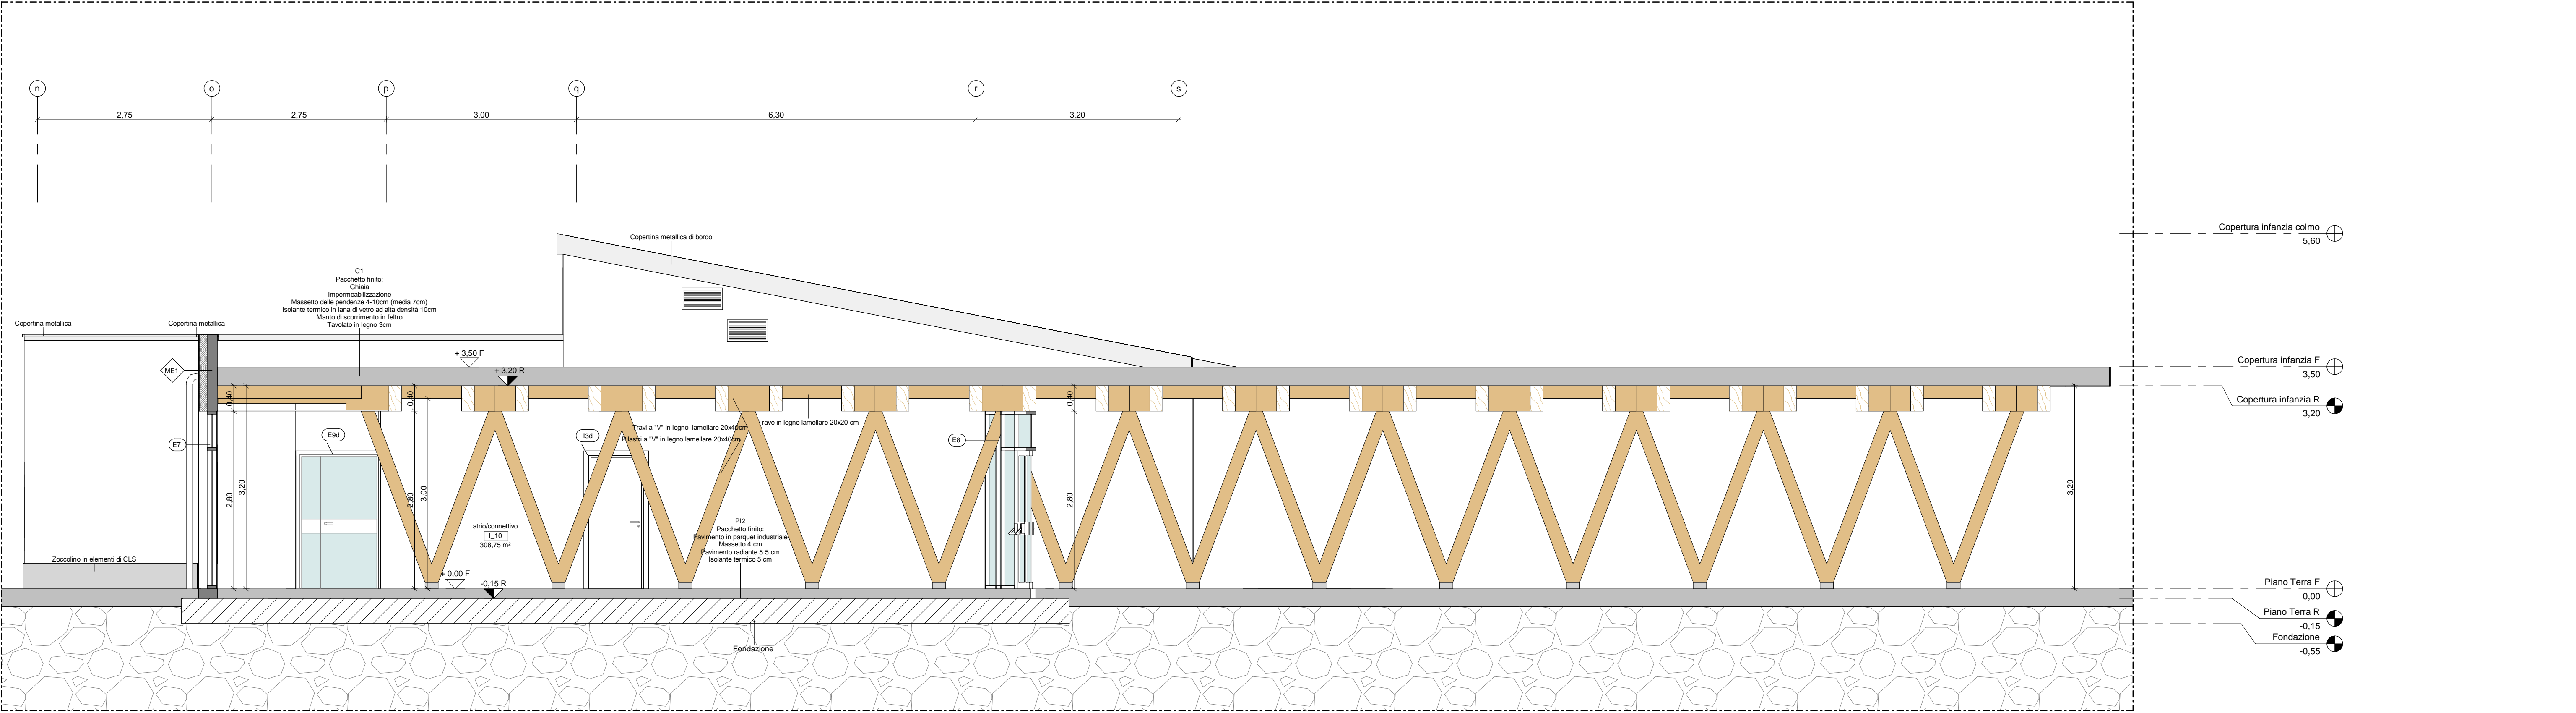 n
o
p
q
r
s
2,75
2,75
3,00
6,30
3,20
Copertura infanzia colmo
5,60
Copertina metallica di bordo
C1
Pacchetto finito:
Ghiaia
Impermeabilizzazione
Massetto delle pendenze 4-10cm (media 7cm)
Isolante termico in lana di vetro ad alta densità 10cm
Manto di scorrimento in feltro
Tavolato in legno 3cm
Copertina metallica
Copertina metallica
+ 3,50 F
+ 3,20 R
Copertura infanzia F
3,50
Copertura infanzia R
3,20
ME1
0,40
0,40
0,40
Travi a "V" in legno lamellare 20x40cm
Trave in legno lamellare 20x20 cm
Pilastri a "V" in legno lamellare 20x40cm
E7
E9d
I3d
E8
2,80
3,20
2,80
3,00
2,80
3,20
atrio/connettivo
I_10
308,75 m²
PI2
Pacchetto finito:
Pavimento in parquet industriale
Massetto 4 cm
Pavimento radiante 5.5 cm
Isolante termico 5 cm
Zoccolino in elementi di CLS
+ 0,00 F
-0,15 R
Piano Terra F
0,00
Piano Terra R
-0,15
Fondazione
-0,55
Fondazione